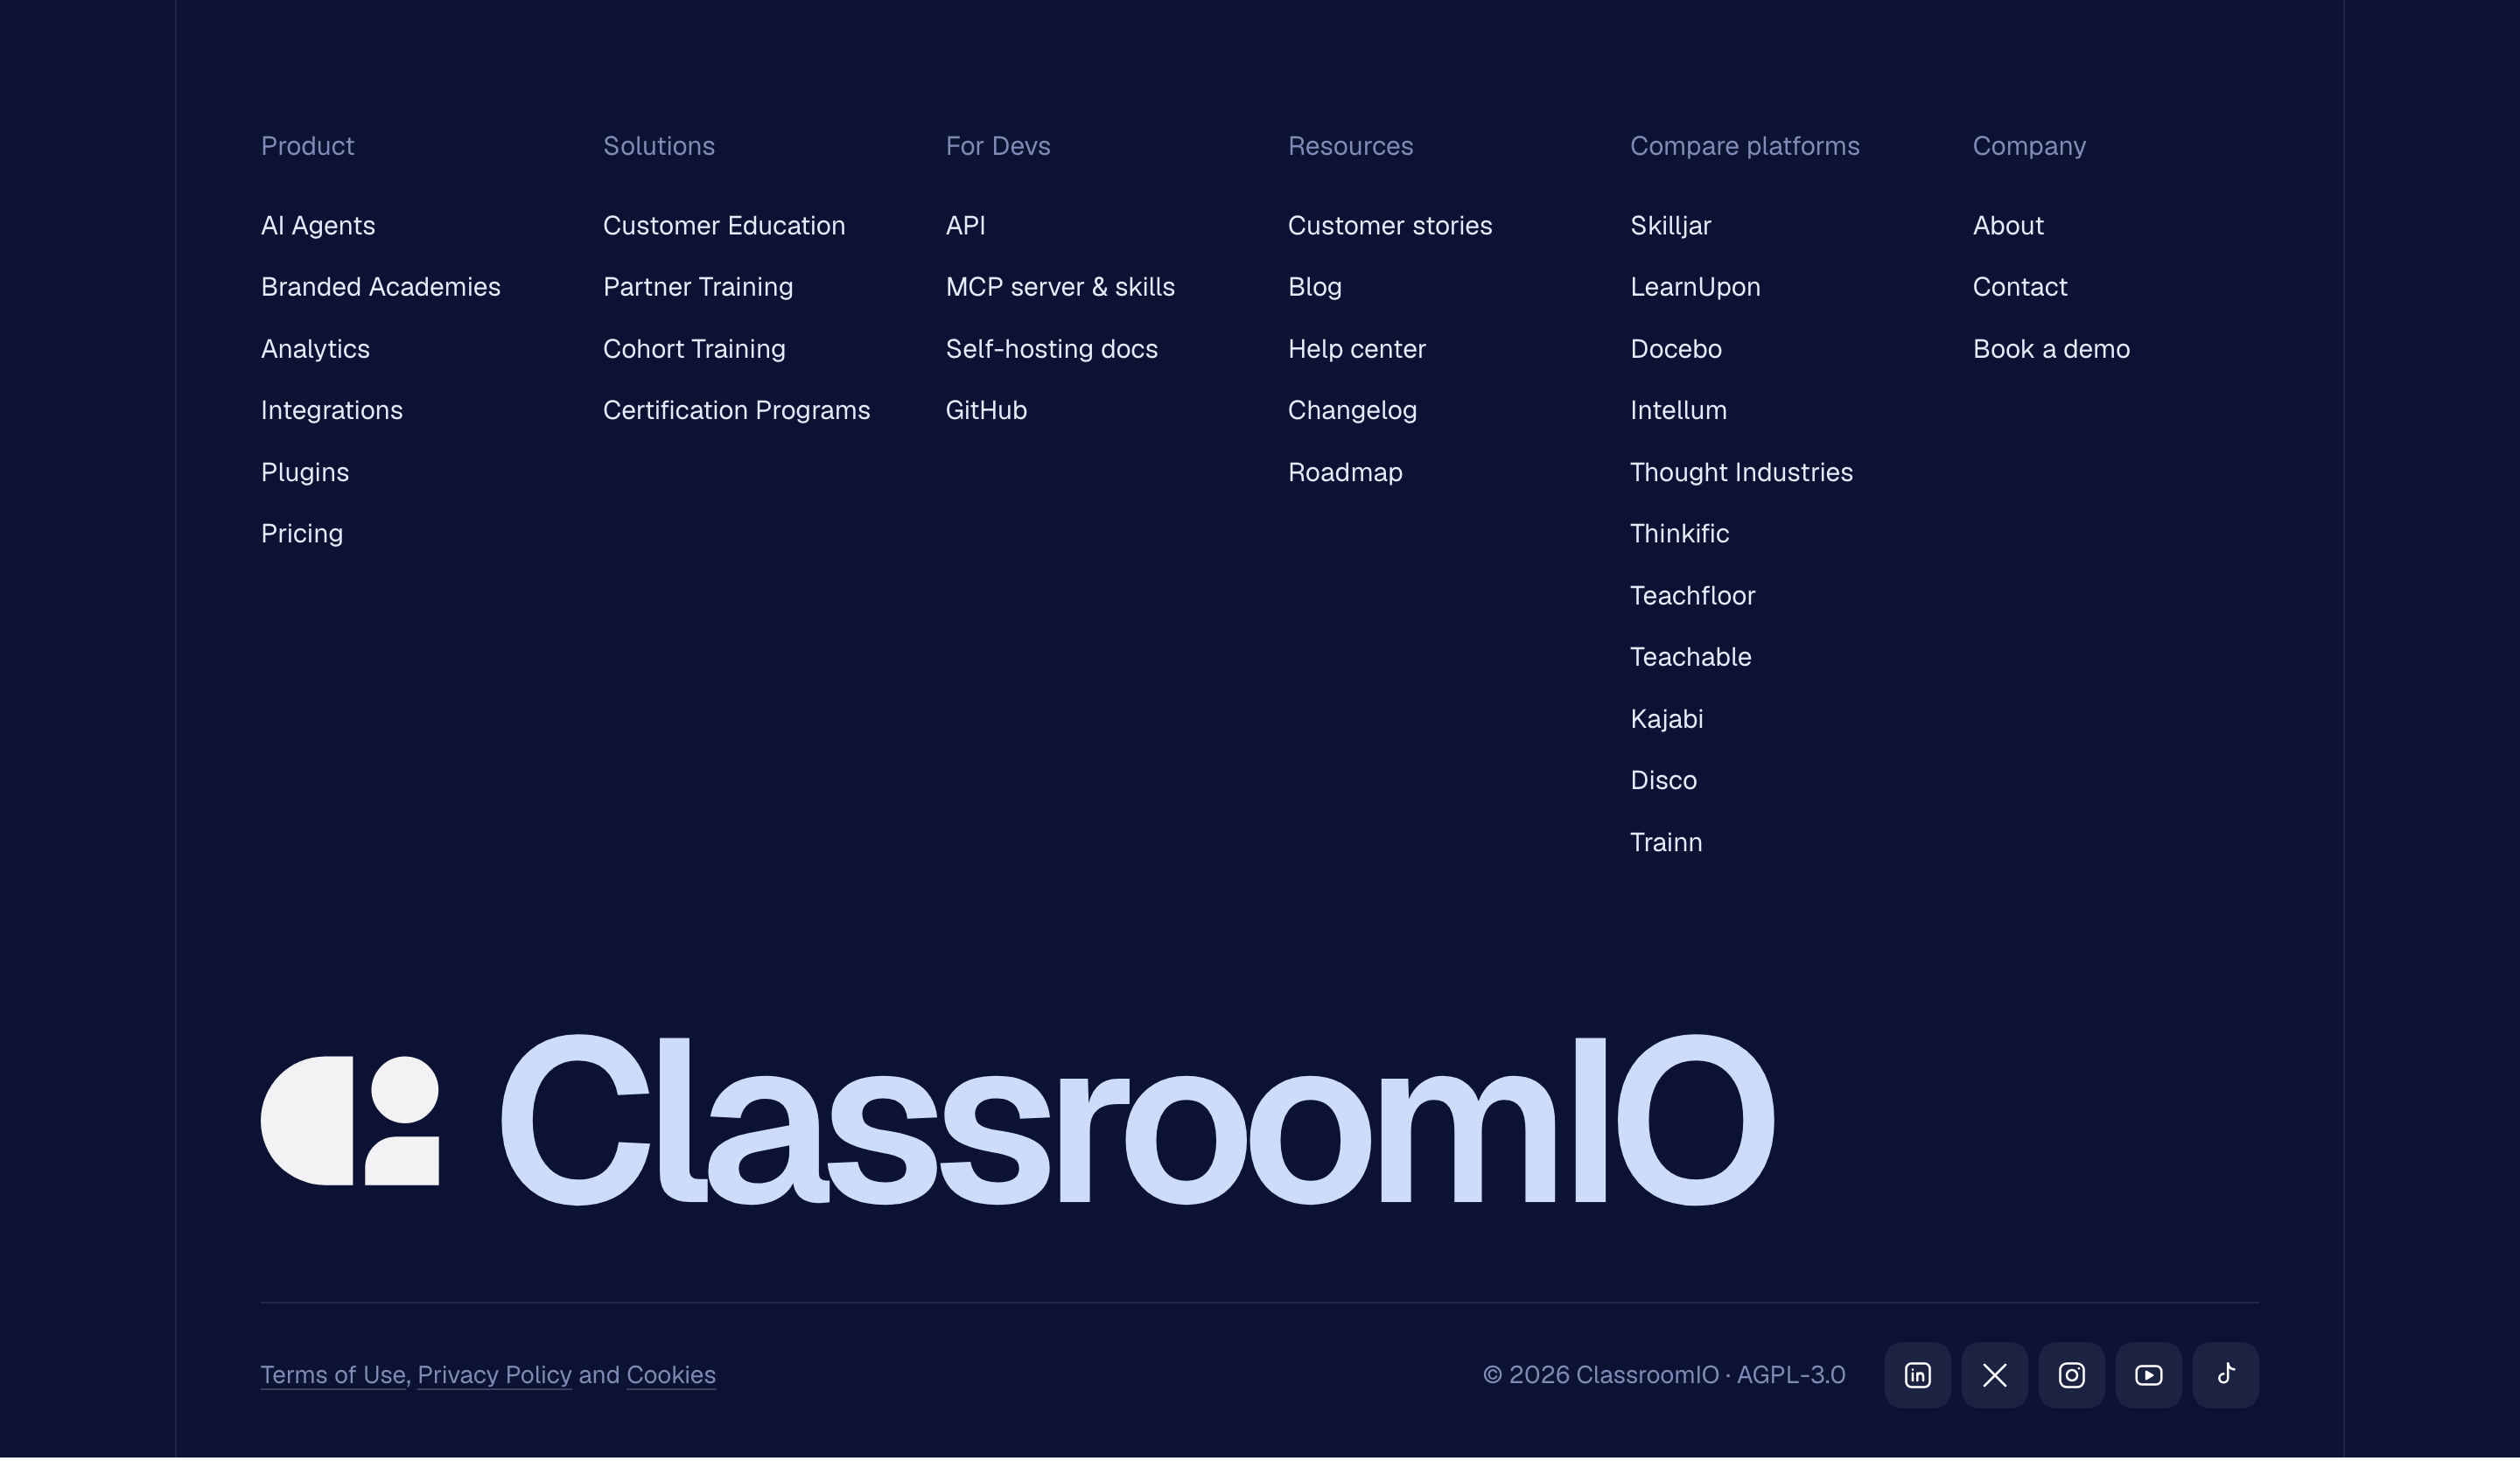 Product
AI Agents
Branded Academies
Analytics
Integrations
Plugins
Pricing
Solutions
Customer Education
Partner Training
Cohort Training
Certification Programs
For Devs
API
MCP server & skills
Self-hosting docs
GitHub
Resources
Customer stories
Blog
Help center
Changelog
Roadmap
Compare platforms
Skilljar
LearnUpon
Docebo
Intellum
Thought Industries
Thinkific
Teachfloor
Teachable
Kajabi
Disco
Trainn
Company
About
Contact
Book a demo
ClassroomIO
Terms of Use, Privacy Policy and Cookies
© 2026 ClassroomIO · AGPL-3.0
in